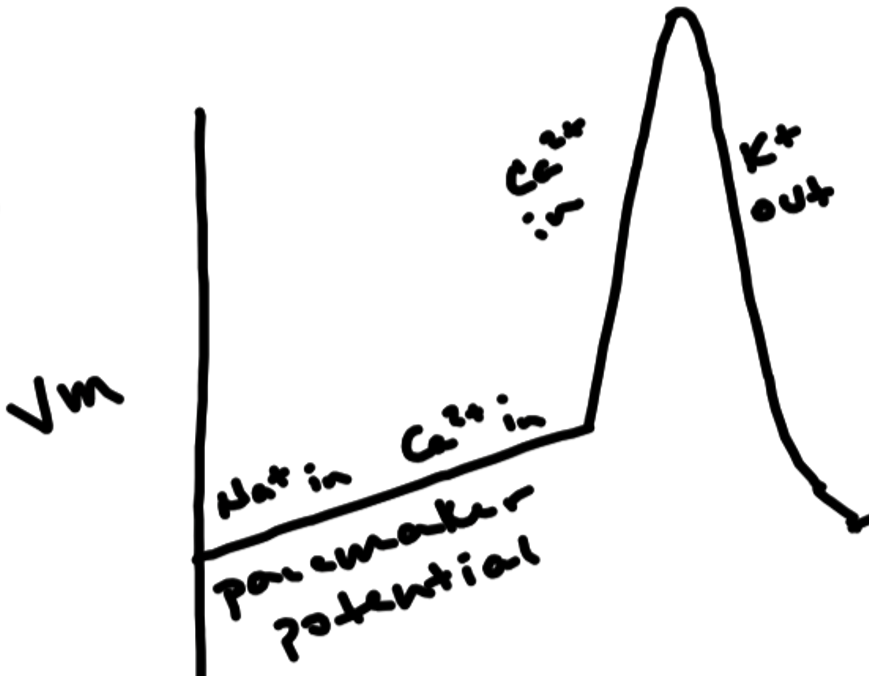 Vm
Na⁺ in
Ca²⁺ in
pacemaker
potential
Ca²⁺
in
K⁺
out